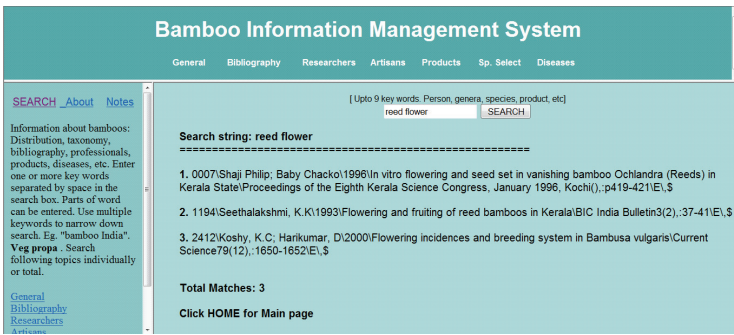 Bamboo Information Management System
General Bibliography Researchers Artisans Products Sp. Select Diseases
SEARCH _About Notes
Information about bamboos:
Distribution, taxonomy,
bibliography, professionals,
products, diseases, etc. Enter
one or more key words
separated by space in the
search box. Parts of word
can be entered. Use multiple
keywords to narrow down
search. Eg. "bamboo India".
Veg propa . Search
following topics individually
or total.
General
Bibliography
Researchers
Artisans
[ Upto 9 key words. Person, genera, species, product, etc]
reed flower SEARCH
Search string: reed flower
==================================================
1. 0007\Shaji Philip; Baby Chacko\1996\In vitro flowering and seed set in vanishing bamboo Ochlandra (Reeds) in
Kerala State\Proceedings of the Eighth Kerala Science Congress, January 1996, Kochi(),:p419-421\E\,$
2. 1194\Seethalakshmi, K.K\1993\Flowering and fruiting of reed bamboos in Kerala\BIC India Bulletin3(2),:37-41\E\,$
3. 2412\Koshy, K.C; Harikumar, D\2000\Flowering incidences and breeding system in Bambusa vulgaris\Current
Science79(12),:1650-1652\E\,$
Total Matches: 3
Click HOME for Main page